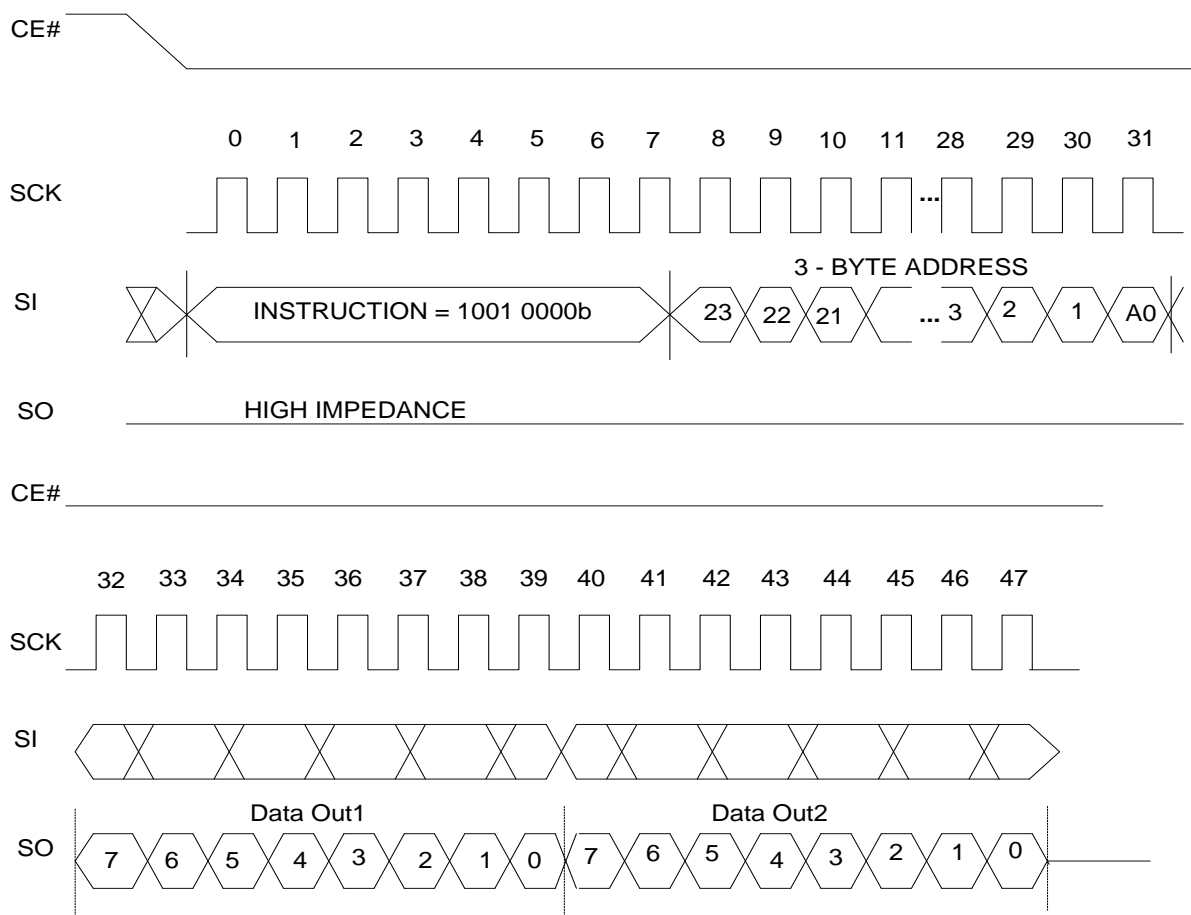 CE#
0 1 2 3 4 5 6 7 8 9 10 11 28 29 30 31
SCK ...
3 - BYTE ADDRESS
SI INSTRUCTION = 1001 0000b 23 22 21 ... 3 2 1 A0
SO HIGH IMPEDANCE
CE#
32 33 34 35 36 37 38 39 40 41 42 43 44 45 46 47
SCK
SI
Data Out1 Data Out2
SO 7 6 5 4 3 2 1 0 7 6 5 4 3 2 1 0